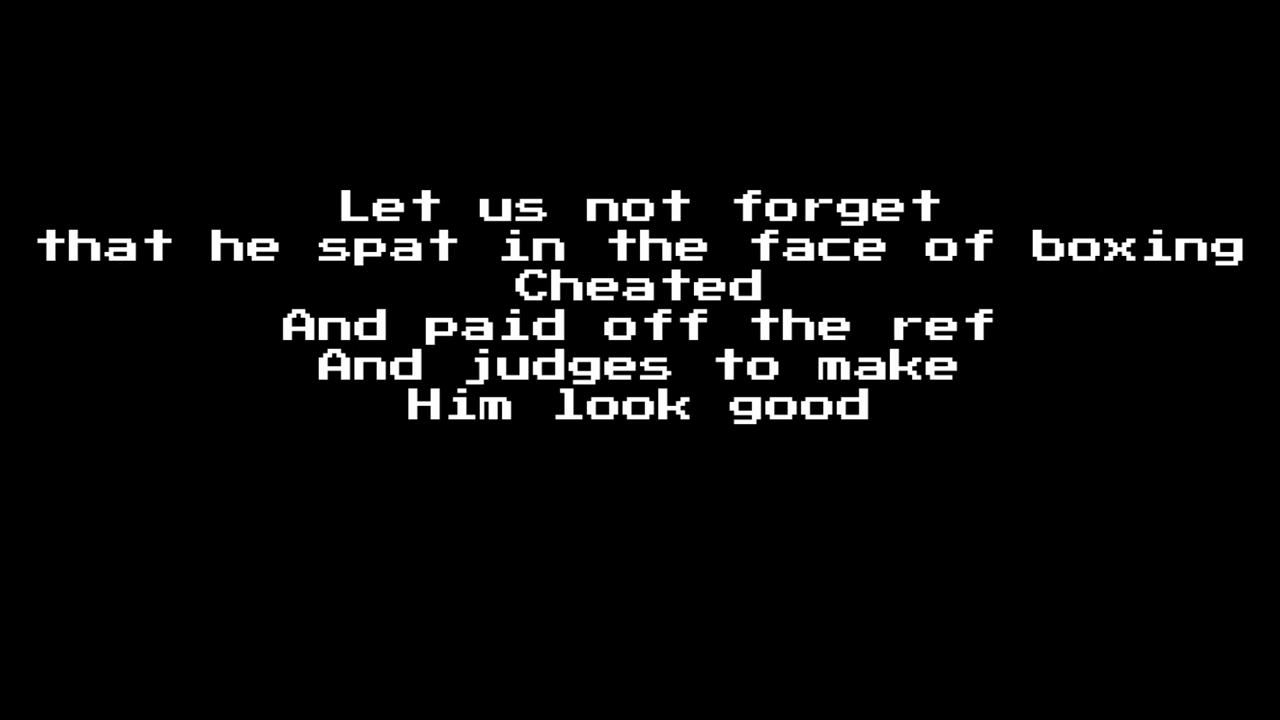 Let us not forget
that he spat in the face of boxing
Cheated
And paid off the ref
And judges to make
Him look good